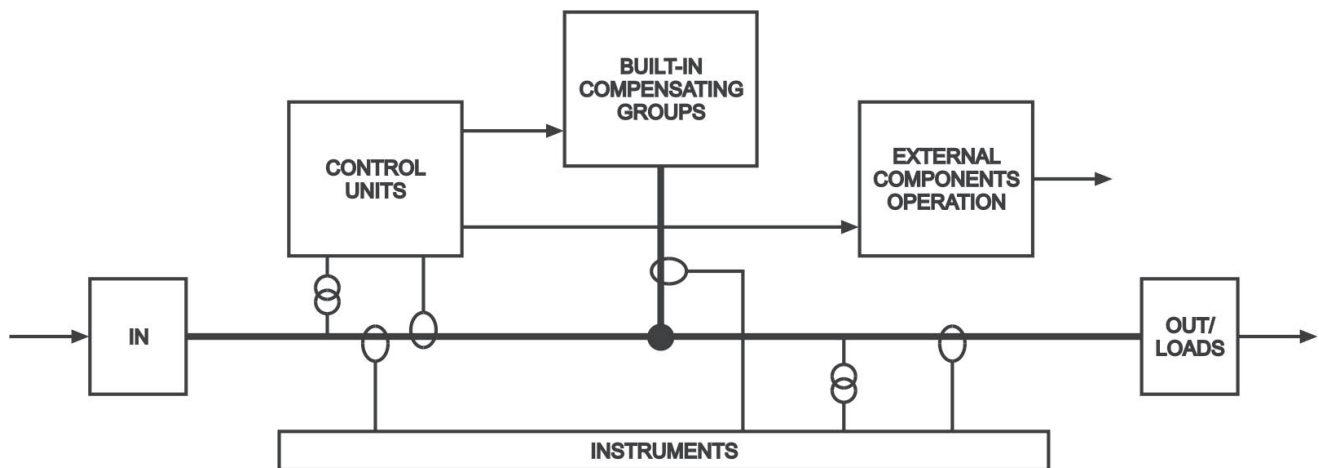 BUILT-IN
COMPENSATING
GROUPS
CONTROL
UNITS
EXTERNAL
COMPONENTS
OPERATION
IN
OUT/
LOADS
INSTRUMENTS